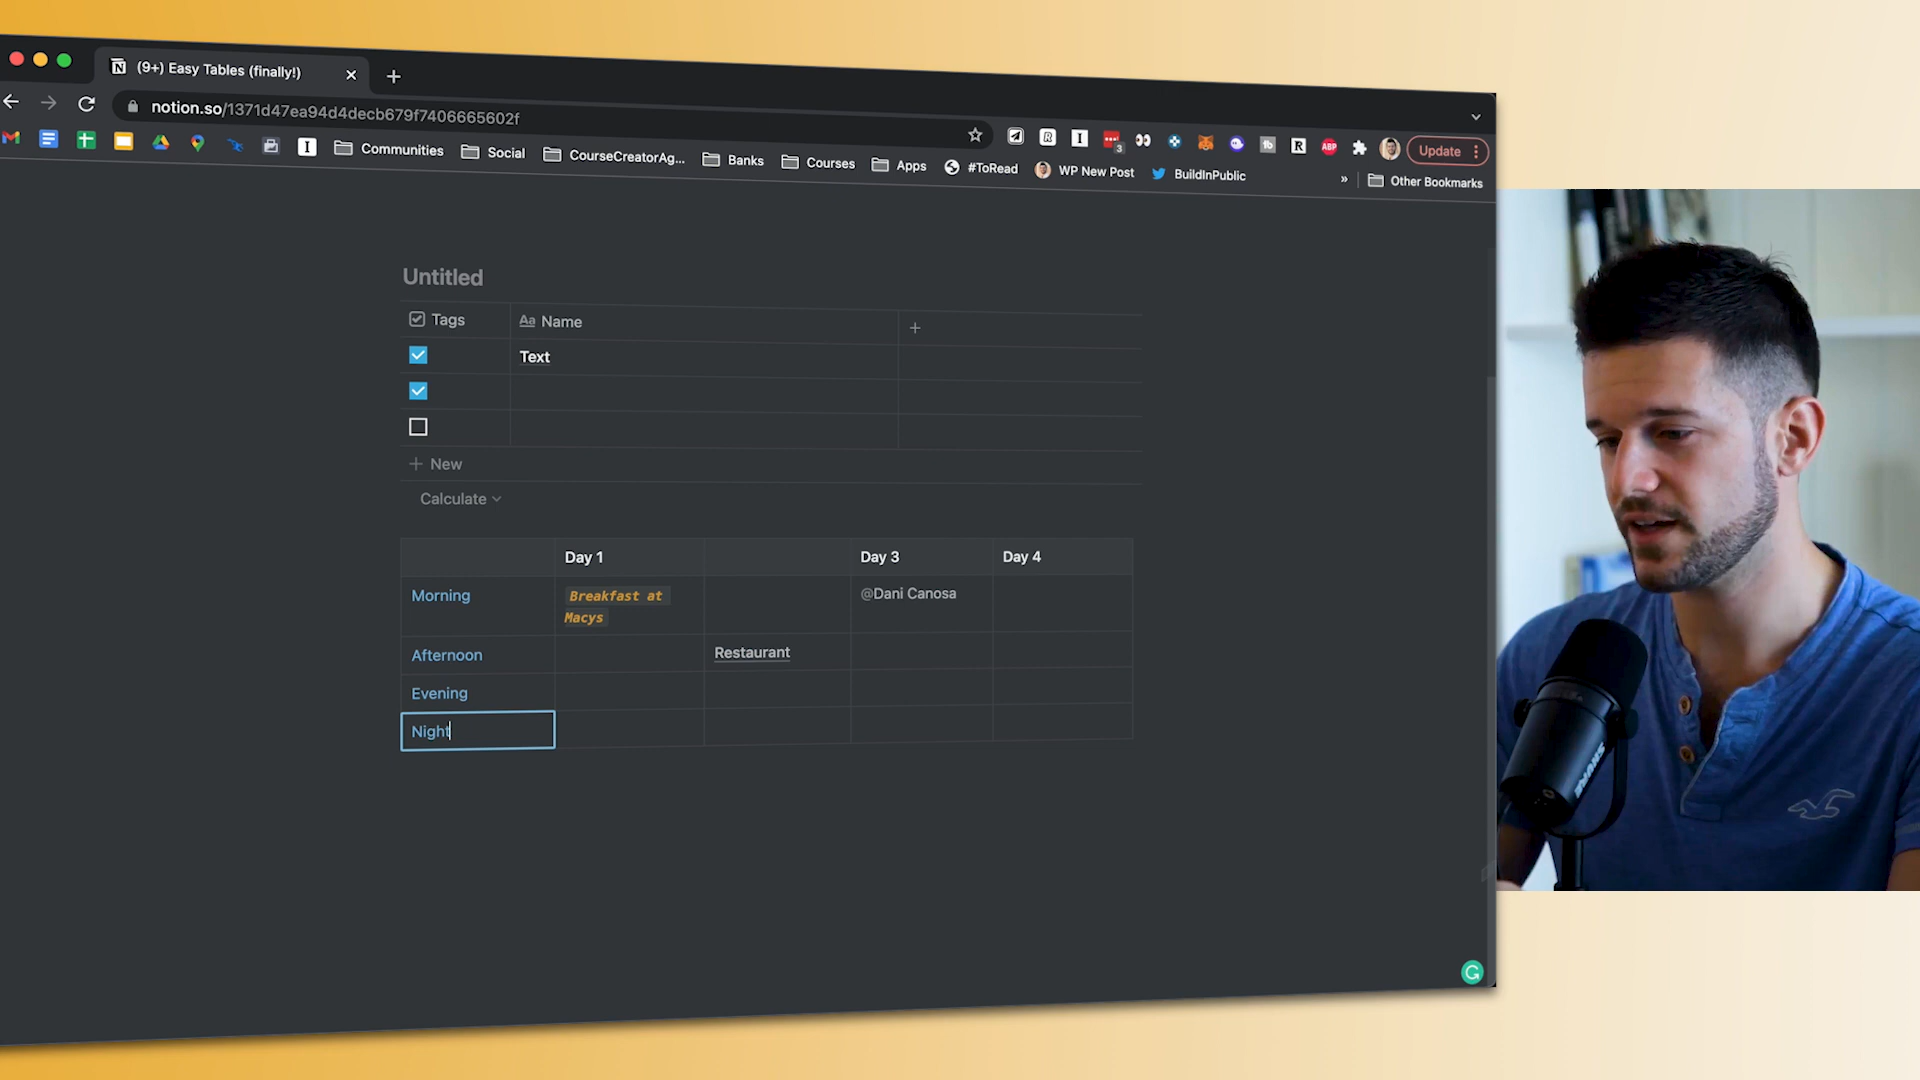 (9+) Easy Tables (finally!)
notion.so/1371d47ea94d4decb679f7406665602f
Update
Communities Social CourseCreatorAg... Banks Courses Apps #ToRead WP New Post BuildInPublic » Other Bookmarks
Untitled
Tags Aa Name +
Text
+ New
Calculate
Day 1 Day 3 Day 4
Morning Breakfast at @Dani Canosa
Macys
Afternoon Restaurant
Evening
Night
SHURE